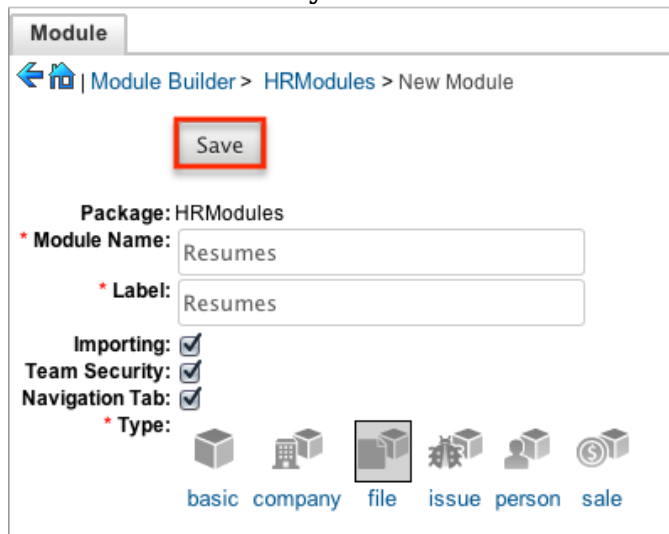 Module
| Module Builder > HRModules > New Module
Save
Package: HRModules
* Module Name: Resumes
* Label: Resumes
Importing:
Team Security:
Navigation Tab:
* Type:
basic company file issue person sale